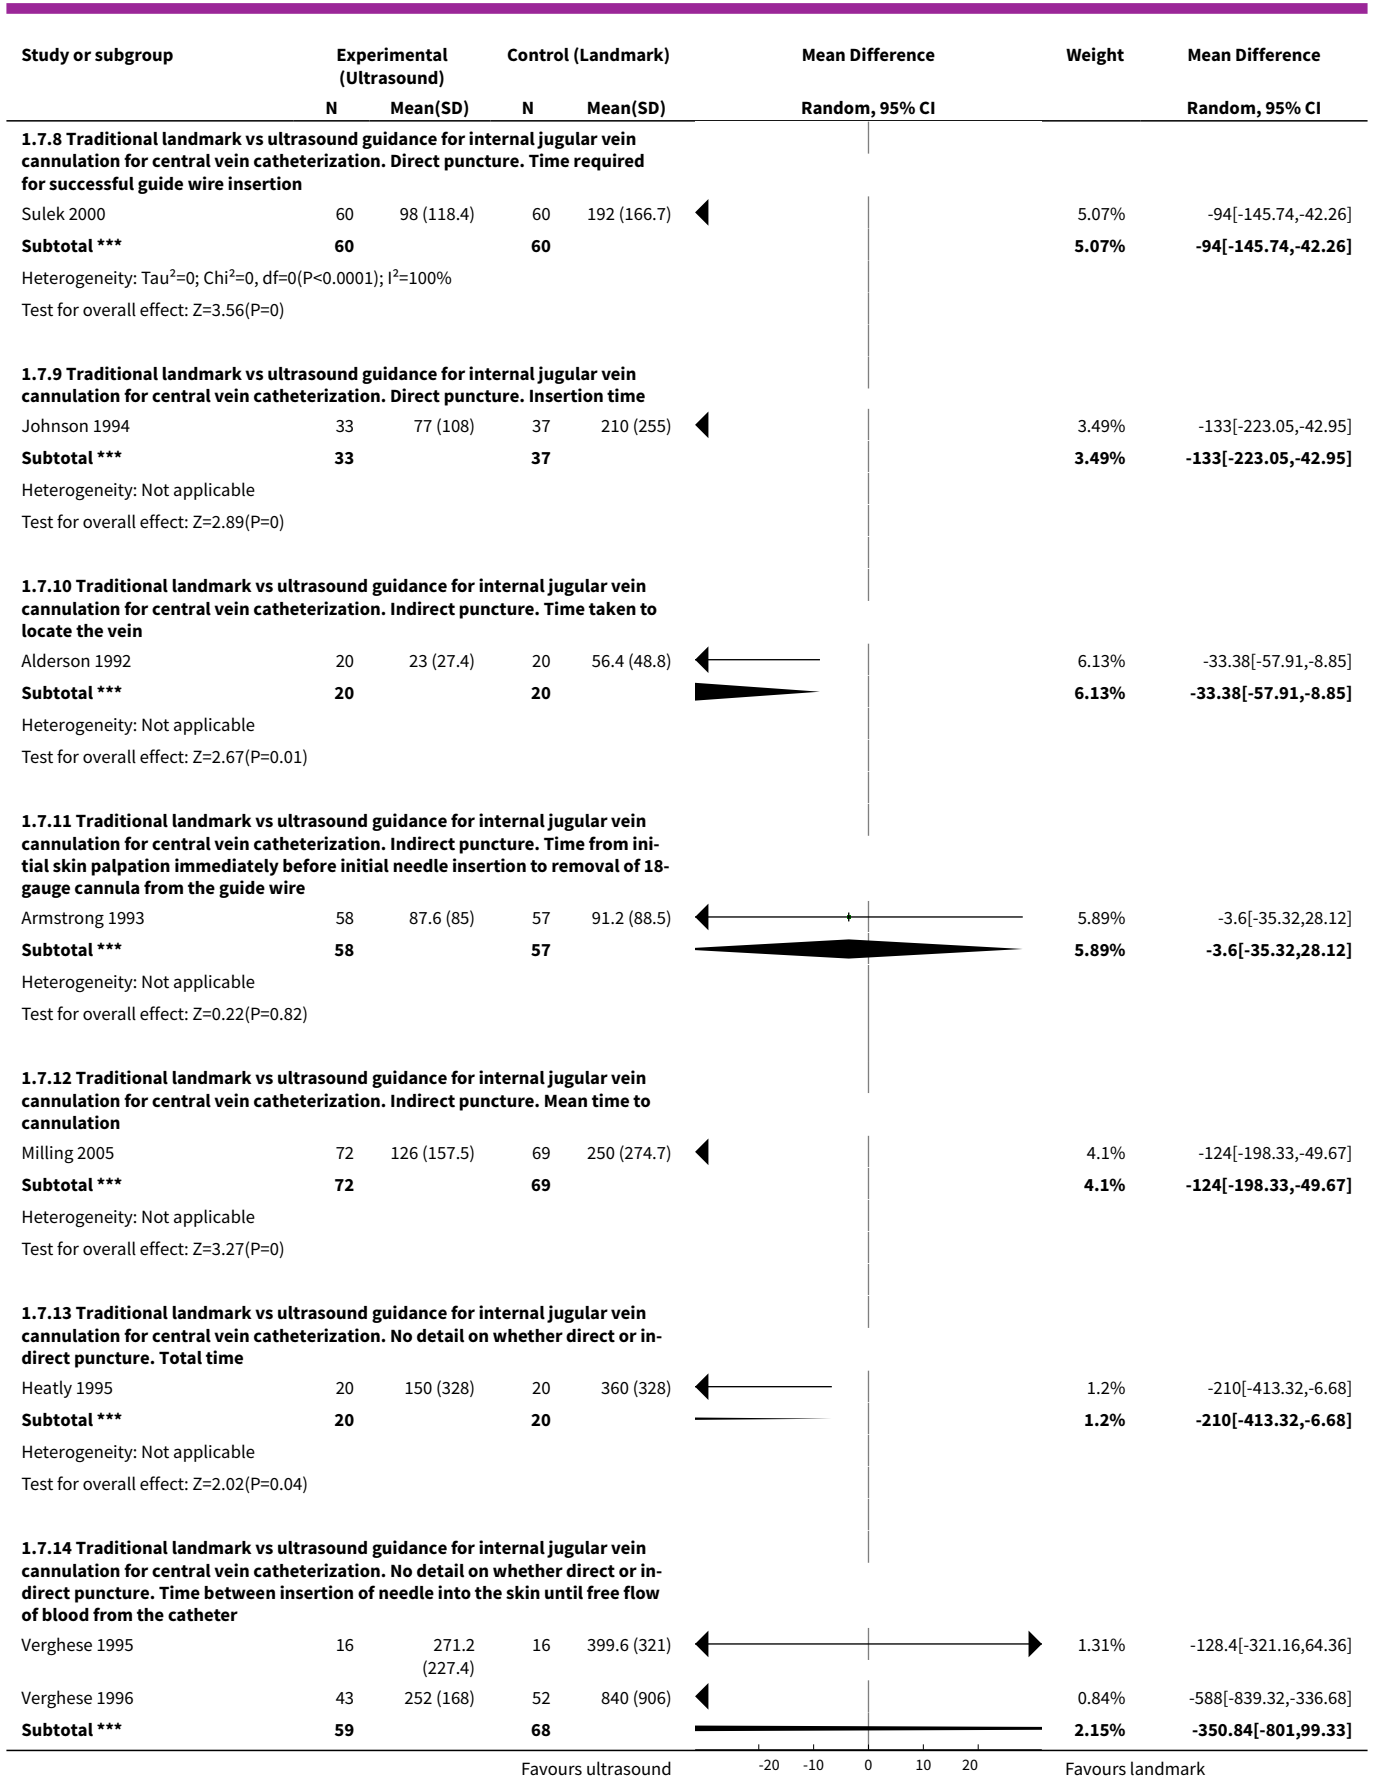 Study or subgroup Experimental Control (Landmark) Mean Difference Weight Mean Difference
(Ultrasound)
N Mean(SD) N Mean(SD) Random, 95% CI Random, 95% CI
1.7.8 Traditional landmark vs ultrasound guidance for internal jugular vein
cannulation for central vein catheterization. Direct puncture. Time required
for successful guide wire insertion
Sulek 2000 60 98 (118.4) 60 192 (166.7) 5.07% -94[-145.74,-42.26]
Subtotal *** 60 60 5.07% -94[-145.74,-42.26]
Heterogeneity: Tau²=0; Chi²=0, df=0(P<0.0001); I²=100%
Test for overall effect: Z=3.56(P=0)
1.7.9 Traditional landmark vs ultrasound guidance for internal jugular vein
cannulation for central vein catheterization. Direct puncture. Insertion time
Johnson 1994 33 77 (108) 37 210 (255) 3.49% -133[-223.05,-42.95]
Subtotal *** 33 37 3.49% -133[-223.05,-42.95]
Heterogeneity: Not applicable
Test for overall effect: Z=2.89(P=0)
1.7.10 Traditional landmark vs ultrasound guidance for internal jugular vein
cannulation for central vein catheterization. Indirect puncture. Time taken to
locate the vein
Alderson 1992 20 23 (27.4) 20 56.4 (48.8) 6.13% -33.38[-57.91,-8.85]
Subtotal *** 20 20 6.13% -33.38[-57.91,-8.85]
Heterogeneity: Not applicable
Test for overall effect: Z=2.67(P=0.01)
1.7.11 Traditional landmark vs ultrasound guidance for internal jugular vein
cannulation for central vein catheterization. Indirect puncture. Time from ini-
tial skin palpation immediately before initial needle insertion to removal of 18-
gauge cannula from the guide wire
Armstrong 1993 58 87.6 (85) 57 91.2 (88.5) 5.89% -3.6[-35.32,28.12]
Subtotal *** 58 57 5.89% -3.6[-35.32,28.12]
Heterogeneity: Not applicable
Test for overall effect: Z=0.22(P=0.82)
1.7.12 Traditional landmark vs ultrasound guidance for internal jugular vein
cannulation for central vein catheterization. Indirect puncture. Mean time to
cannulation
Milling 2005 72 126 (157.5) 69 250 (274.7) 4.1% -124[-198.33,-49.67]
Subtotal *** 72 69 4.1% -124[-198.33,-49.67]
Heterogeneity: Not applicable
Test for overall effect: Z=3.27(P=0)
1.7.13 Traditional landmark vs ultrasound guidance for internal jugular vein
cannulation for central vein catheterization. No detail on whether direct or in-
direct puncture. Total time
Heatly 1995 20 150 (328) 20 360 (328) 1.2% -210[-413.32,-6.68]
Subtotal *** 20 20 1.2% -210[-413.32,-6.68]
Heterogeneity: Not applicable
Test for overall effect: Z=2.02(P=0.04)
1.7.14 Traditional landmark vs ultrasound guidance for internal jugular vein
cannulation for central vein catheterization. No detail on whether direct or in-
direct puncture. Time between insertion of needle into the skin until free flow
of blood from the catheter
Verghese 1995 16 271.2 16 399.6 (321) 1.31% -128.4[-321.16,64.36]
(227.4)
Verghese 1996 43 252 (168) 52 840 (906) 0.84% -588[-839.32,-336.68]
Subtotal *** 59 68 2.15% -350.84[-801,99.33]
Favours ultrasound -20 -10 0 10 20 Favours landmark